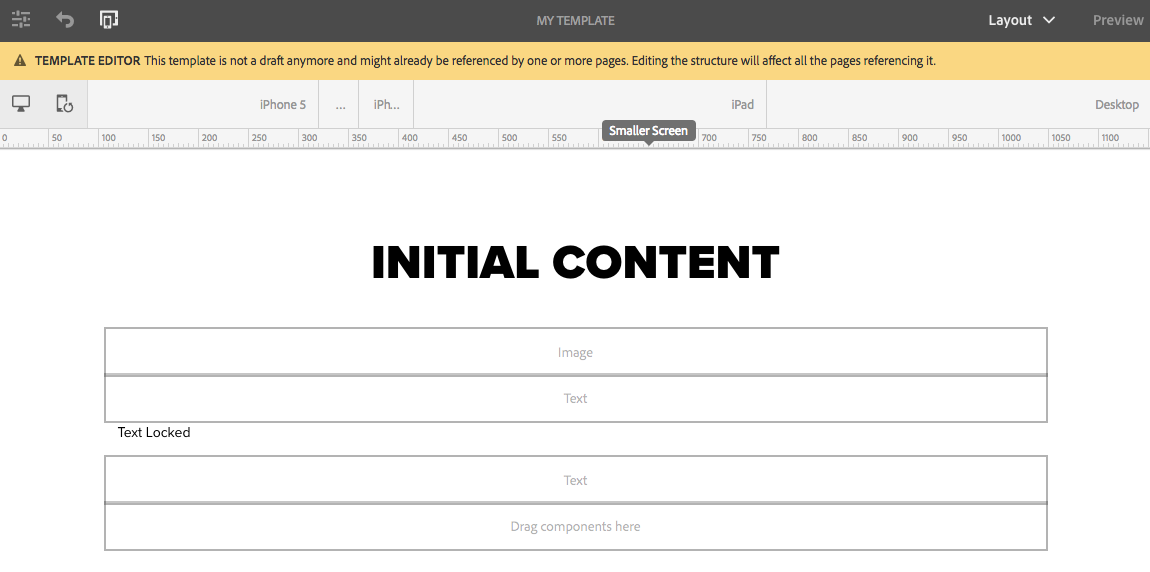 MY TEMPLATE Layout Preview
TEMPLATE EDITOR This template is not a draft anymore and might already be referenced by one or more pages. Editing the structure will affect all the pages referencing it.
iPhone 5 ... iPh... iPad Desktop
Smaller Screen
0 50 100 150 200 250 300 350 400 450 500 550 700 750 800 850 900 950 1000 1050 1100
INITIAL CONTENT
Image
Text
Text Locked
Text
Drag components here